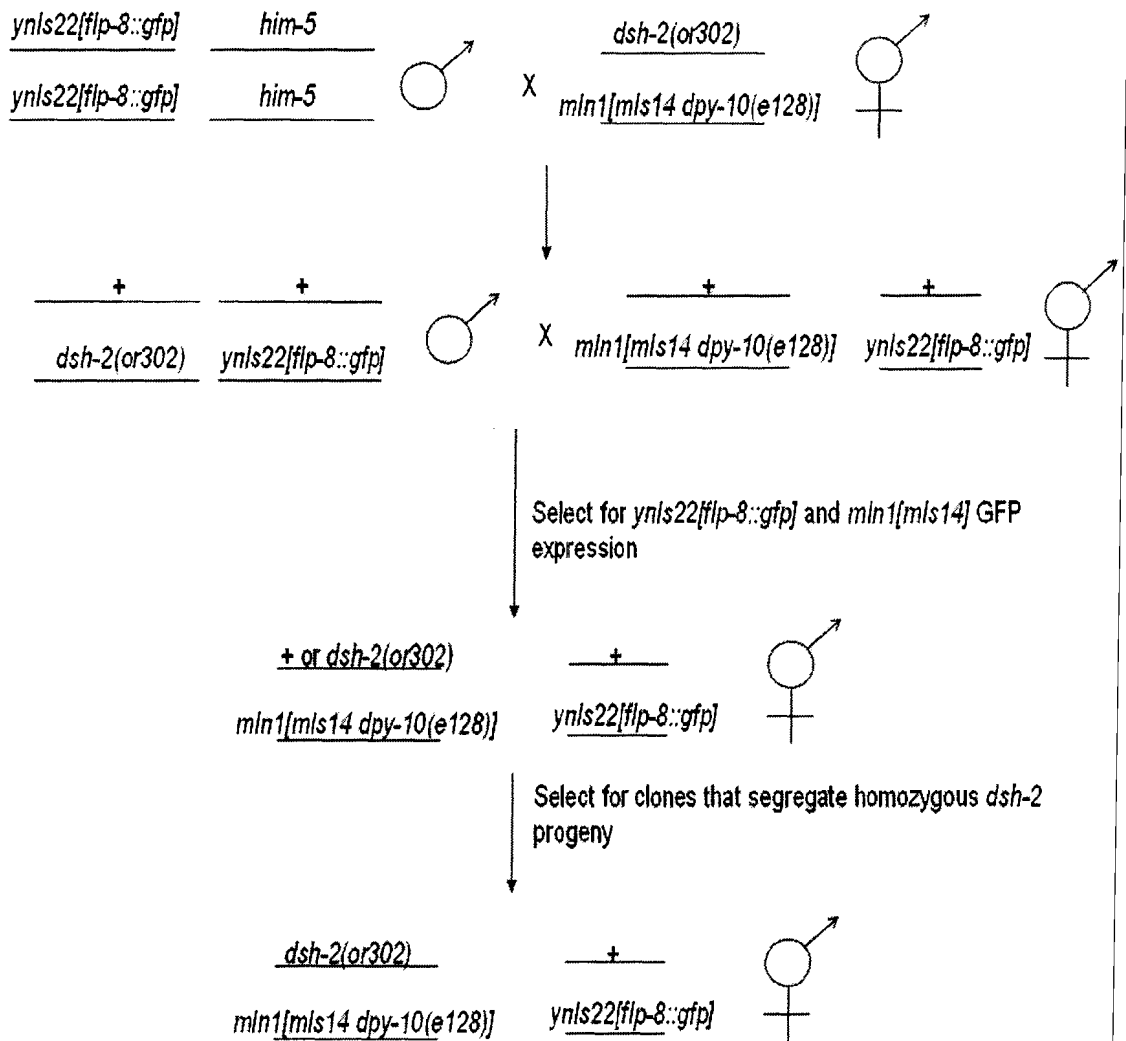 ynIs22[flp-8::gfp] him-5
ynIs22[flp-8::gfp] him-5
X
dsh-2(or302)
mIn1[mIs14 dpy-10(e128)]
+ + + +
dsh-2(or302) ynIs22[flp-8::gfp] X mIn1[mIs14 dpy-10(e128)] ynIs22[flp-8::gfp]
Select for ynIs22[flp-8::gfp] and mIn1[mIs14] GFP
expression
+ or dsh-2(or302) +
mIn1[mIs14 dpy-10(e128)] ynIs22[flp-8::gfp]
Select for clones that segregate homozygous dsh-2
progeny
dsh-2(or302) +
mIn1[mIs14 dpy-10(e128)] ynIs22[flp-8::gfp]